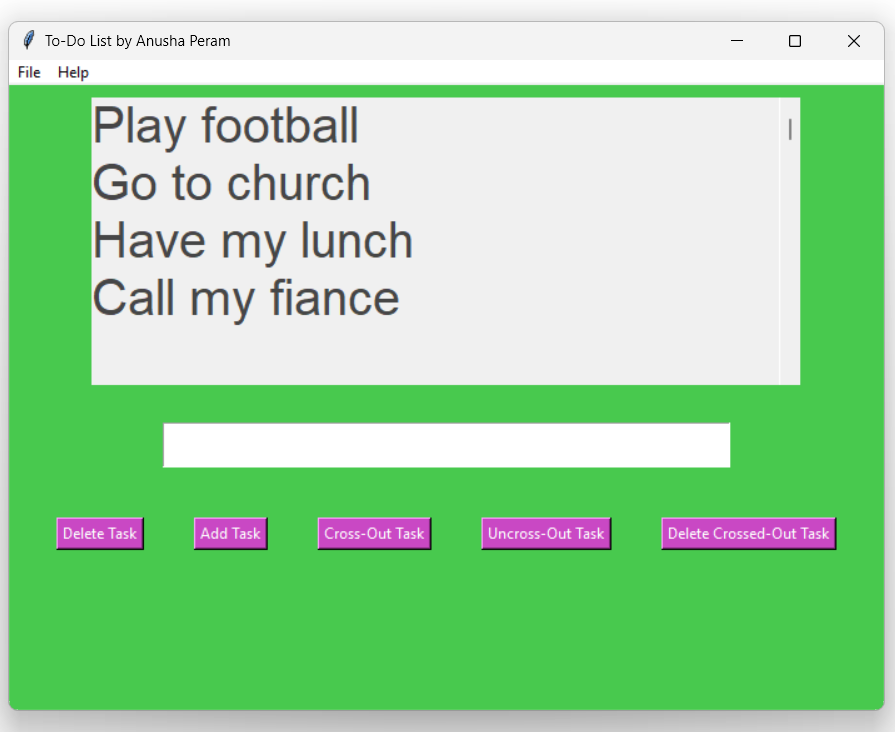 To-Do List by Anusha Peram
File Help
Play football
Go to church
Have my lunch
Call my fiance
Delete Task Add Task Cross-Out Task Uncross-Out Task Delete Crossed-Out Task